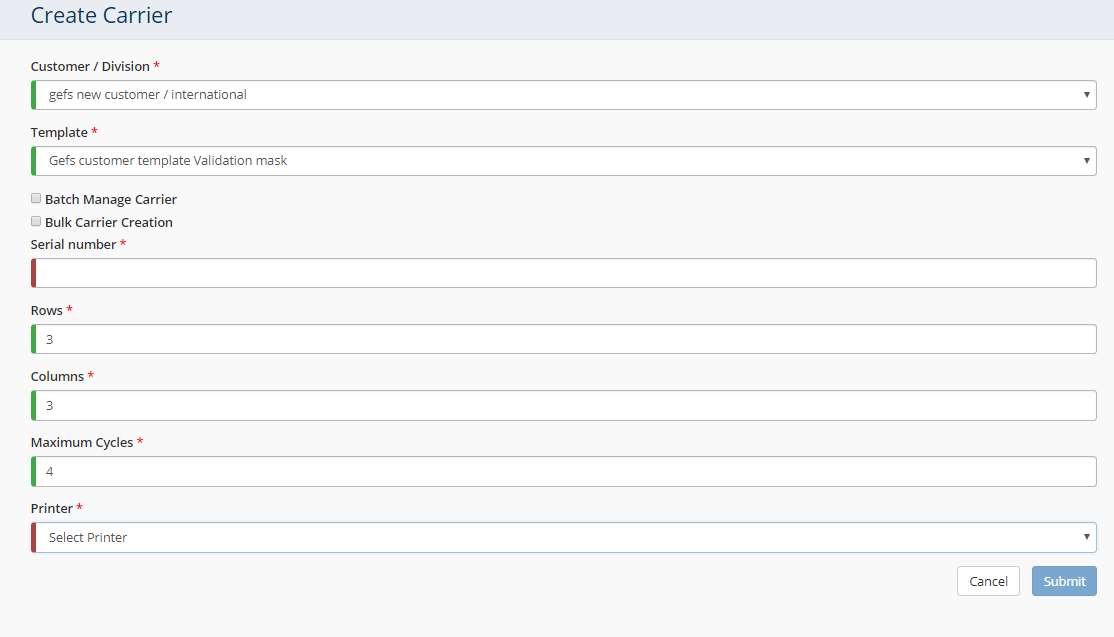 Create Carrier
Customer / Division *
gefs new customer / international
Template *
Gefs customer template Validation mask
Batch Manage Carrier
Bulk Carrier Creation
Serial number *
Rows *
3
Columns *
3
Maximum Cycles *
4
Printer *
Select Printer
Cancel Submit